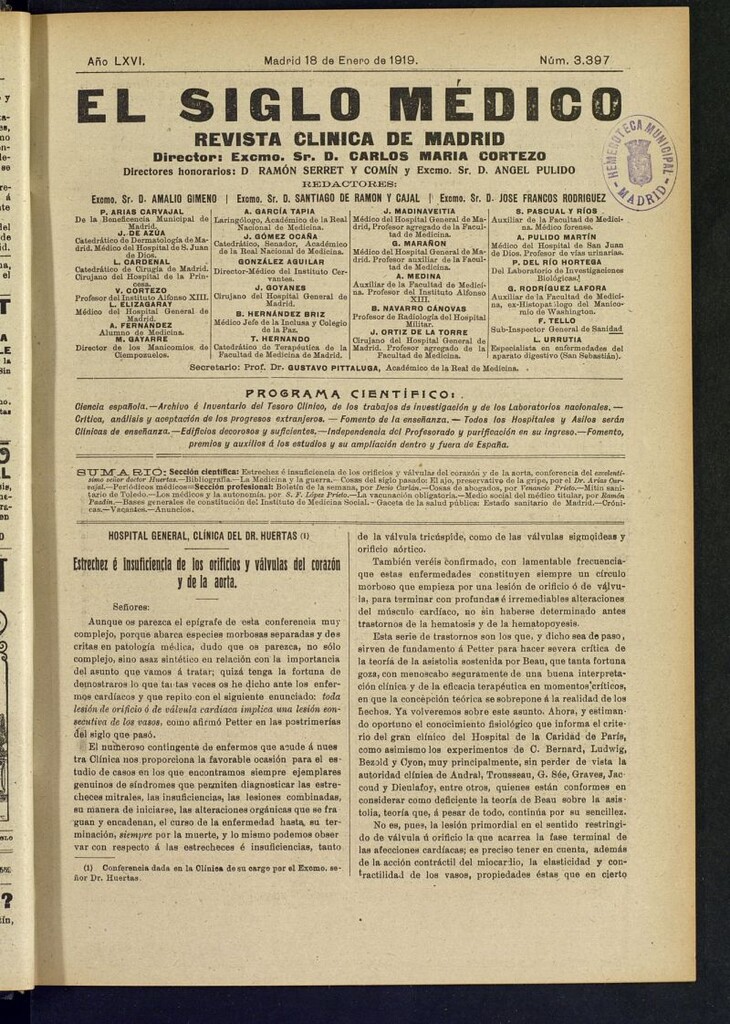 Año LXVI.
Madrid 18 de Enero de 1919.
Núm. 3.397
EL SIGLO MÉDICO
REVISTA CLINICA DE MADRID
Director: Excmo. Sr. D. CARLOS MARIA CORTEZO
Directores honorarios: D RAMÓN SERRET Y COMÍN y Excmo. Sr. D. ANGEL PULIDO
REDACTORES:
Exomo. Sr. D. AMALIO GIMENO | Exomo. Sr. D. SANTIAGO DE RAMON Y CAJAL | Exomo. Sr. D. JOSE FRANCOS RODRIGUEZ
HEMEROTECA MUNICIPAL
MADRID
P. ARIAS CARVAJAL
De la Beneficencia Municipal de
Madrid.
J. DE AZUA
Catedrático de Dermatología de Ma-
drid. Médico del Hospital de S. Juan
de Dios.
L. CARDENAL
Catedrático de Cirugía de Madrid.
Cirujano del Hospital de la Prin-
cesa.
V. CORTEZO
Profesor del Instituto Alfonso XIII.
L. ELIZAGARAY
Médico del Hospital General de
Madrid.
A. FERNÁNDEZ
Alumno de Medicina.
M. GAYARRE
Director de los Manicomios de
Ciempozuelos.
A. GARCÍA TAPIA
Laringólogo, Académico de la Real
Nacional de Medicina.
J. GÓMEZ OCAÑA
Catedrático, Senador, Académico
de la Real Nacional de Medicina.
GONZÁLEZ AGUILAR
Director-Médico del Instituto Cer-
vantes.
J. GOYANES
Cirujano del Hospital General de
Madrid.
B. HERNÁNDEZ BRIZ
Médico Jefe de la Inclusa y Colegio
de la Paz.
T. HERNANDO
Catedrático de Terapéutica de la
Facultad de Medicina de Madrid.
J. MADINAVEITIA
Médico del Hospital General de Ma-
drid, Profesor agregado de la Facul-
tad de Medicina.
G. MARAÑON
Médico del Hospital General de Ma-
drid. Profesor auxiliar de la Facul-
tad de Medicina.
A. MEDINA
Auxiliar de la Facultad de Medici-
na. Profesor del Instituto Alfonso
XIII.
B. NAVARRO CÁNOVAS
Profesor de Radiología del Hospital
Militar.
J. ORTIZ DE LA TORRE
Cirujano del Hospital General de
Madrid. Profesor agregado de la
Facultad de Medicina.
S. PASCUAL Y RÍOS
Auxiliar de la Facultad de Medici-
na. Médico forense.
A. PULIDO MARTÍN
Médico del Hospital de San Juan
de Dios. Profesor de vías urinarias.
P. DEL RÍO HORTEGA
Del Laboratorio de Investigaciones
Biológicas.
G. RODRÍGUEZ LAFORA
Auxiliar de la Facultad de Medici-
na, ex-Histopatólogo del Manico-
mio de Washington.
F. TELLO
Sub-Inspector General de Sanidad
L. URRUTIA
Especialista en enfermedades del
aparato digestivo (San Sebastián).
Secretario: Prof. Dr. GUSTAVO PITTALUGA, Académico de la Real de Medicina.
PROGRAMA CIENTÍFICO:
Ciencia española.—Archivo é Inventario del Tesoro Clínico, de los trabajos de investigación y de los Laboratorios nacionales.—
Crítica, análisis y aceptación de los progresos extranjeros. — Fomento de la enseñanza. — Todos los Hospitales y Asilos serán
Clínicas de enseñanza.—Edificios decorosos y suficientes.—Independencia del Profesorado y purificación en su ingreso.—Fomento,
premios y auxilios á los estudios y su ampliación dentro y fuera de España.
SUMARIO: Sección científica: Estrechez é insuficiencia de los orificios y válvulas del corazón y de la aorta, conferencia del excelentí-
simo señor doctor Huertas.—Bibliografía.—La Medicina y la guerra.—Cosas del siglo pasado: El ajo, preservativo de la gripe, por el Dr. Arias Car-
vajal.—Periódicos médicos=Sección profesional: Boletín de la semana, por Decio Carlán.—Cosas de abogados, por Venancio Prieto.—Mitin sani-
tario de Toledo.—Los médicos y la autonomía, por S. F. López Prieto.—La vacunación obligatoria.—Medio social del médico titular, por Ramón
Paadín.—Bases generales de constitución del Instituto de Medicina Social.—Gaceta de la salud pública: Estado sanitario de Madrid.—Cróni-
cas.—Vacantes.—Anuncios.
HOSPITAL GENERAL, CLÍNICA DEL DR. HUERTAS (1)
Estrechez é insuficiencia de los orificios y válvulas del corazón
y de la aorta.
Señores:
Aunque os parezca el epígrafe de esta conferencia muy
complejo, porque abarca especies morbosas separadas y des
critas en patología médica, dudo que os parezca, no sólo
complejo, sino asaz sintético en relación con la importancia
del asunto que vamos á tratar; quizá tenga la fortuna de
demostraros lo que tantas veces os he dicho ante los enfer
mos cardíacos y que repito con el siguiente enunciado: toda
lesión de orificio ó de válcula cardíaca implica una lesión con-
secutiva de los vasos, como afirmó Petter en las postrimerías
del siglo que pasó.
El numeroso contingente de enfermos que acude á nues
tra Clínica nos proporciona la favorable ocasión para el es-
tudio de casos en los que encontramos siempre ejemplares
genuinos de síndromes que permiten diagnosticar las estre-
checes mitrales, las insuficiencias, las lesiones combinadas,
su manera de iniciarse, las alteraciones orgánicas que se fra
guan y encadenan, el curso de la enfermedad hasta su ter-
minación, siempre por la muerte, y lo mismo podemos obser
var con respecto á las estrecheces é insuficiencias, tanto
(1) Conferencia dada en la Clínica de su cargo por el Exomo. se-
ñor Dr. Huertas.
de la válvula tricúspide, como de las válvulas sigmoideas y
orificio aórtico.
También veréis confirmado, con lamentable frecuencia
que estas enfermedades constituyen siempre un círculo
morboso que empieza por una lesión de orificio ó de válvu-
la, para terminar con profundas é irremediables alteraciones
del músculo cardíaco, no sin haberse determinado antes
trastornos de la hematosis y de la hematopoyesis.
Esta serie de trastornos son los que, y dicho sea de paso,
sirven de fundamento á Petter para hacer severa crítica de
la teoría de la asistolia sostenida por Beau, que tanta fortuna
goza, con menoscabo seguramente de una buena interpretación
clínica y de la eficacia terapéutica en momentos críticos,
en que la concepción teórica se sobrepone á la realidad de los
hechos. Ya volveremos sobre este asunto. Ahora, y estiman-
do oportuno el conocimiento fisiológico que informa el crite-
rio del gran clínico del Hospital de la Caridad de París,
como asimismo los experimentos de C. Bernard, Ludwig,
Bezold y Cyon, muy principalmente, sin perder de vista la
autoridad clínica de Andral, Trousseau, G. Sée, Graves, Jac-
coud y Dieulafoy, entre otros, quienes están conformes en
considerar como deficiente la teoría de Beau sobre la asis-
tolia, teoría que, á pesar de todo, continúa por su sencillez.
No es, pues, la lesión primordial en el sentido restringi-
do de válvula ú orificio la que acarrea la fase terminal de
las afecciones cardíacas; es preciso tener en cuenta, además
de la acción contráctil del miocardio, la elasticidad y con-
tractilidad de los vasos, propiedades éstas que en cierto